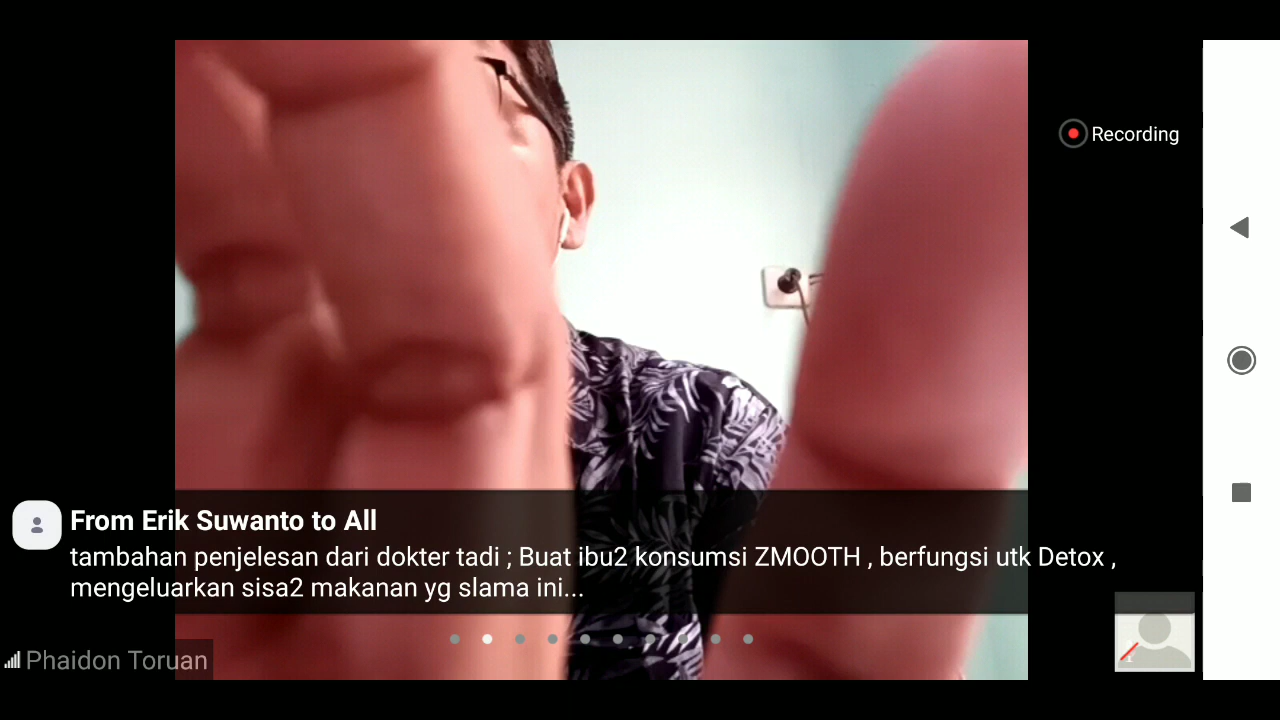 Recording
From Erik Suwanto to All
tambahan penjelesan dari dokter tadi ; Buat ibu2 konsumsi ZMOOTH , berfungsi utk Detox ,
mengeluarkan sisa2 makanan yg slama ini...
Phaidon Toruan